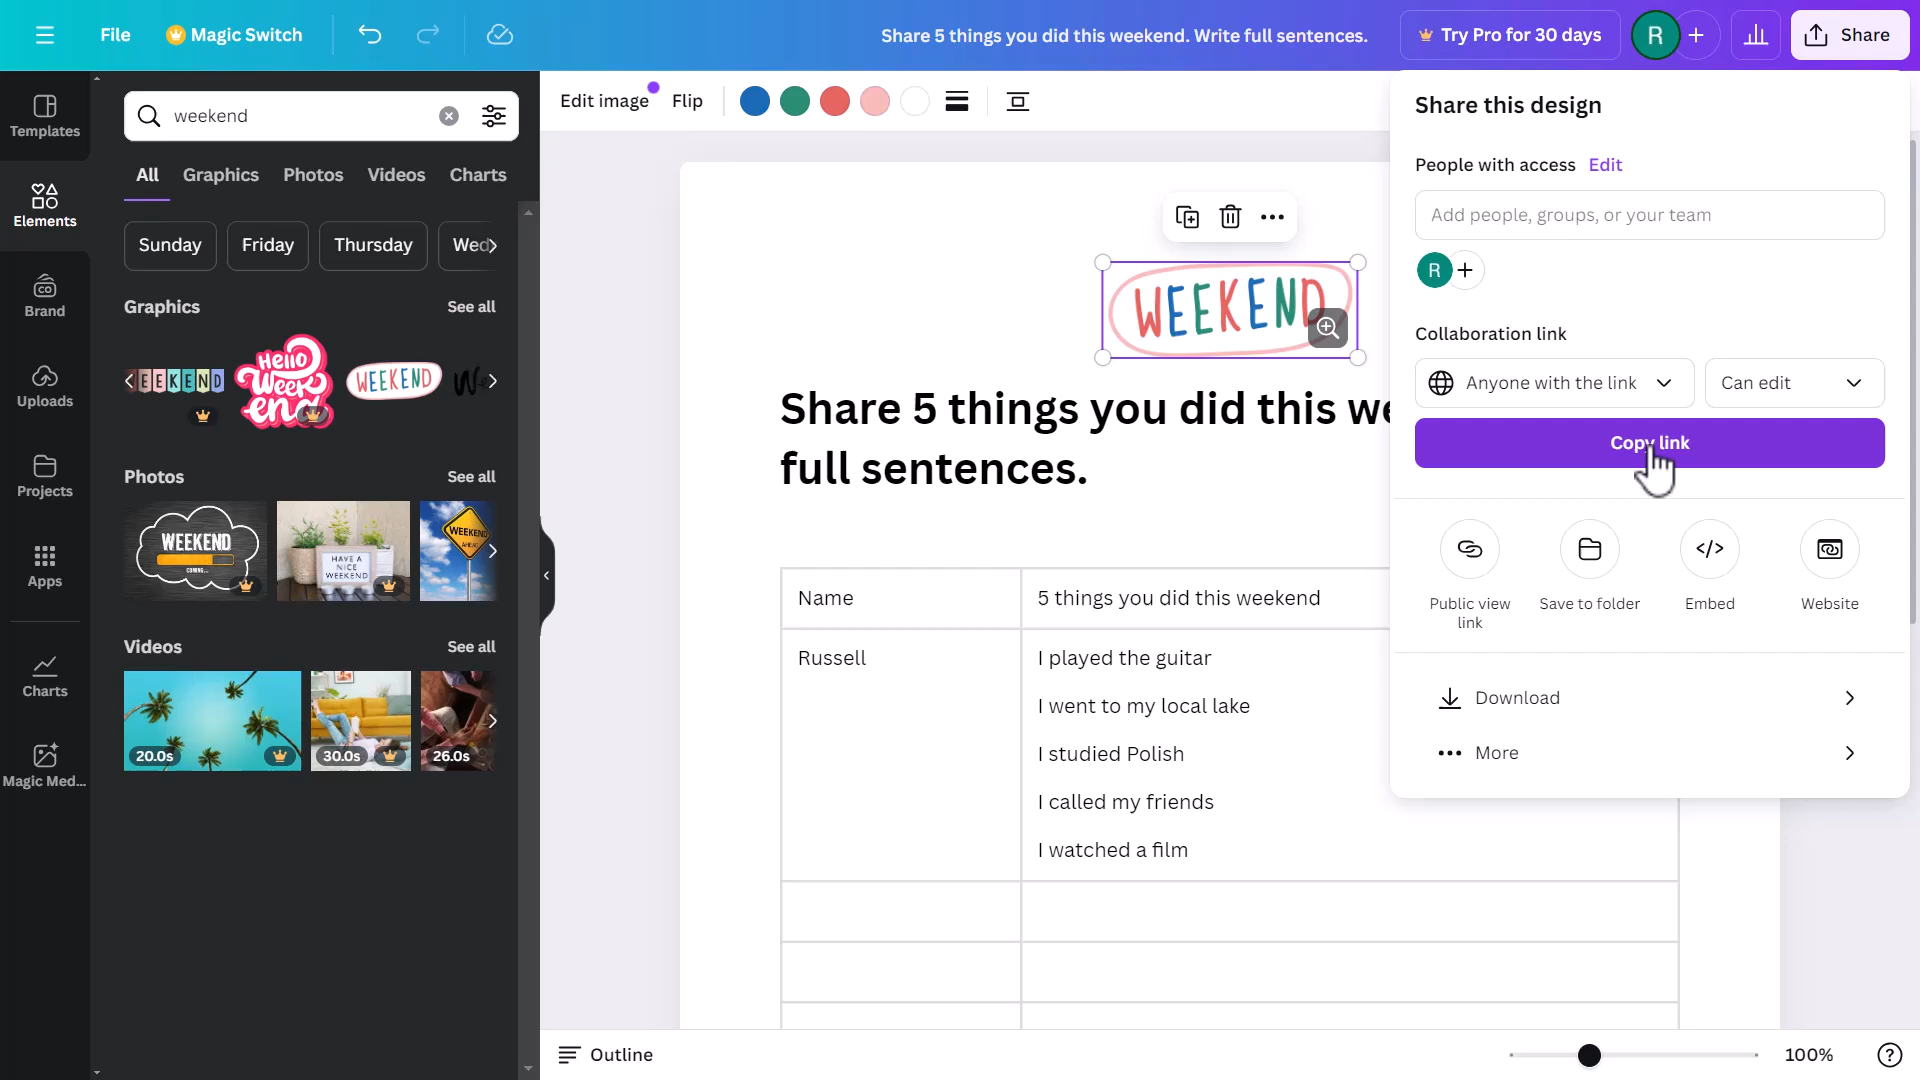 File
Magic Switch
Share 5 things you did this weekend. Write full sentences.
Try Pro for 30 days
R
Share
Templates
Elements
Brand
Uploads
Projects
Apps
Charts
Magic Med...
weekend
All
Graphics
Photos
Videos
Charts
Sunday
Friday
Thursday
Wed
Graphics
See all
EEKEND
Hello
Week
end
WEEKEND
We
Photos
See all
WEEKEND
COMING...
HAVE A
NICE
WEEKEND
WEEKEND
AHEAD
Videos
See all
20.0s
30.0s
26.0s
Edit image
Flip
WEEKEND
Share 5 things you did this we
full sentences.
Name
5 things you did this weekend
Russell
I played the guitar
I went to my local lake
I studied Polish
I called my friends
I watched a film
Share this design
People with access
Edit
Add people, groups, or your team
R
Collaboration link
Anyone with the link
Can edit
Copy link
Public view
link
Save to folder
Embed
Website
Download
More
Outline
100%